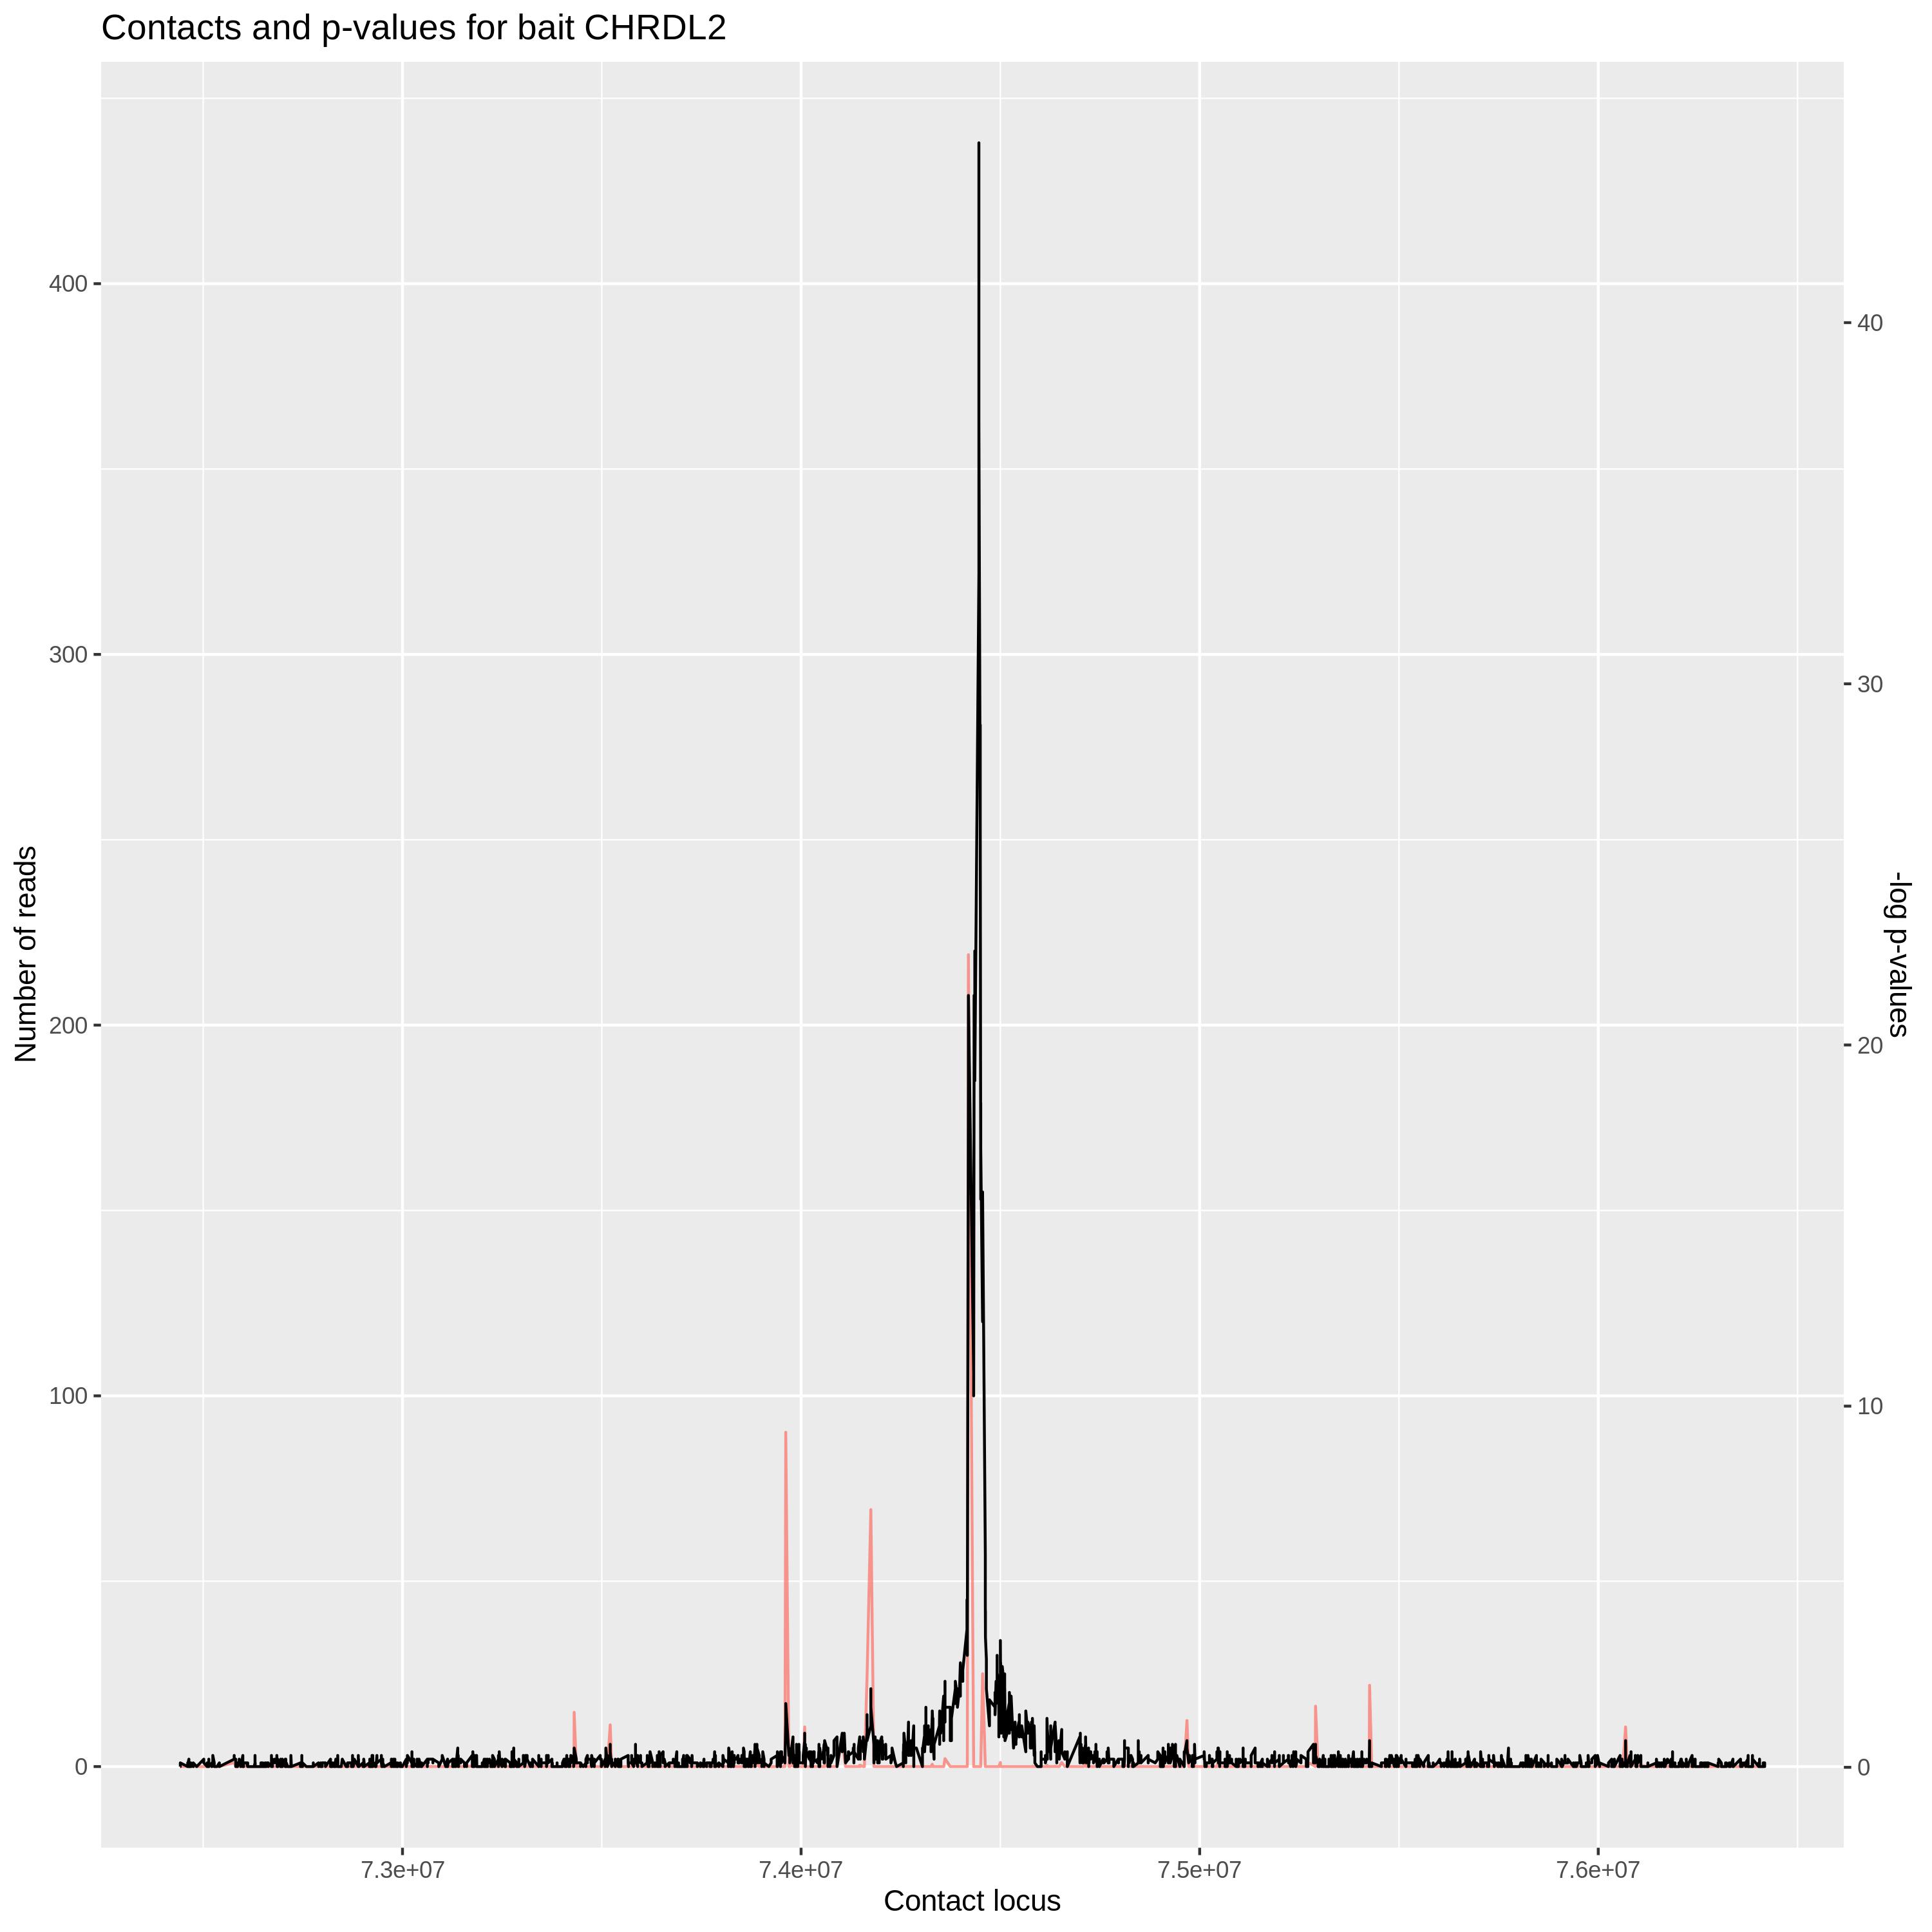 Contacts and p-values for bait CHRDL2
400
300
200
100
0
Number of reads
40
30
20
10
0
-log p-values
7.3e+07 7.4e+07 7.5e+07 7.6e+07
Contact locus